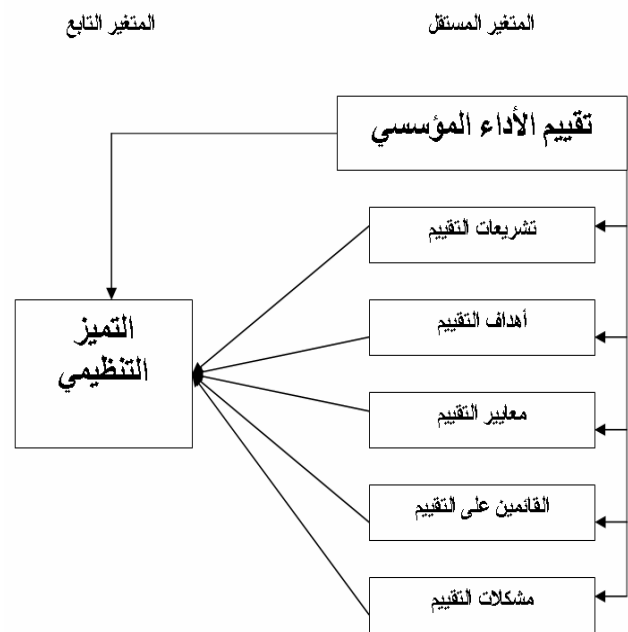 المتغير المستقل
المتغير التابع
تقييم الأداء المؤسسي
تشريعات التقييم
أهداف التقييم
معايير التقييم
القائمين على التقييم
مشكلات التقييم
التميز
التنظيمي